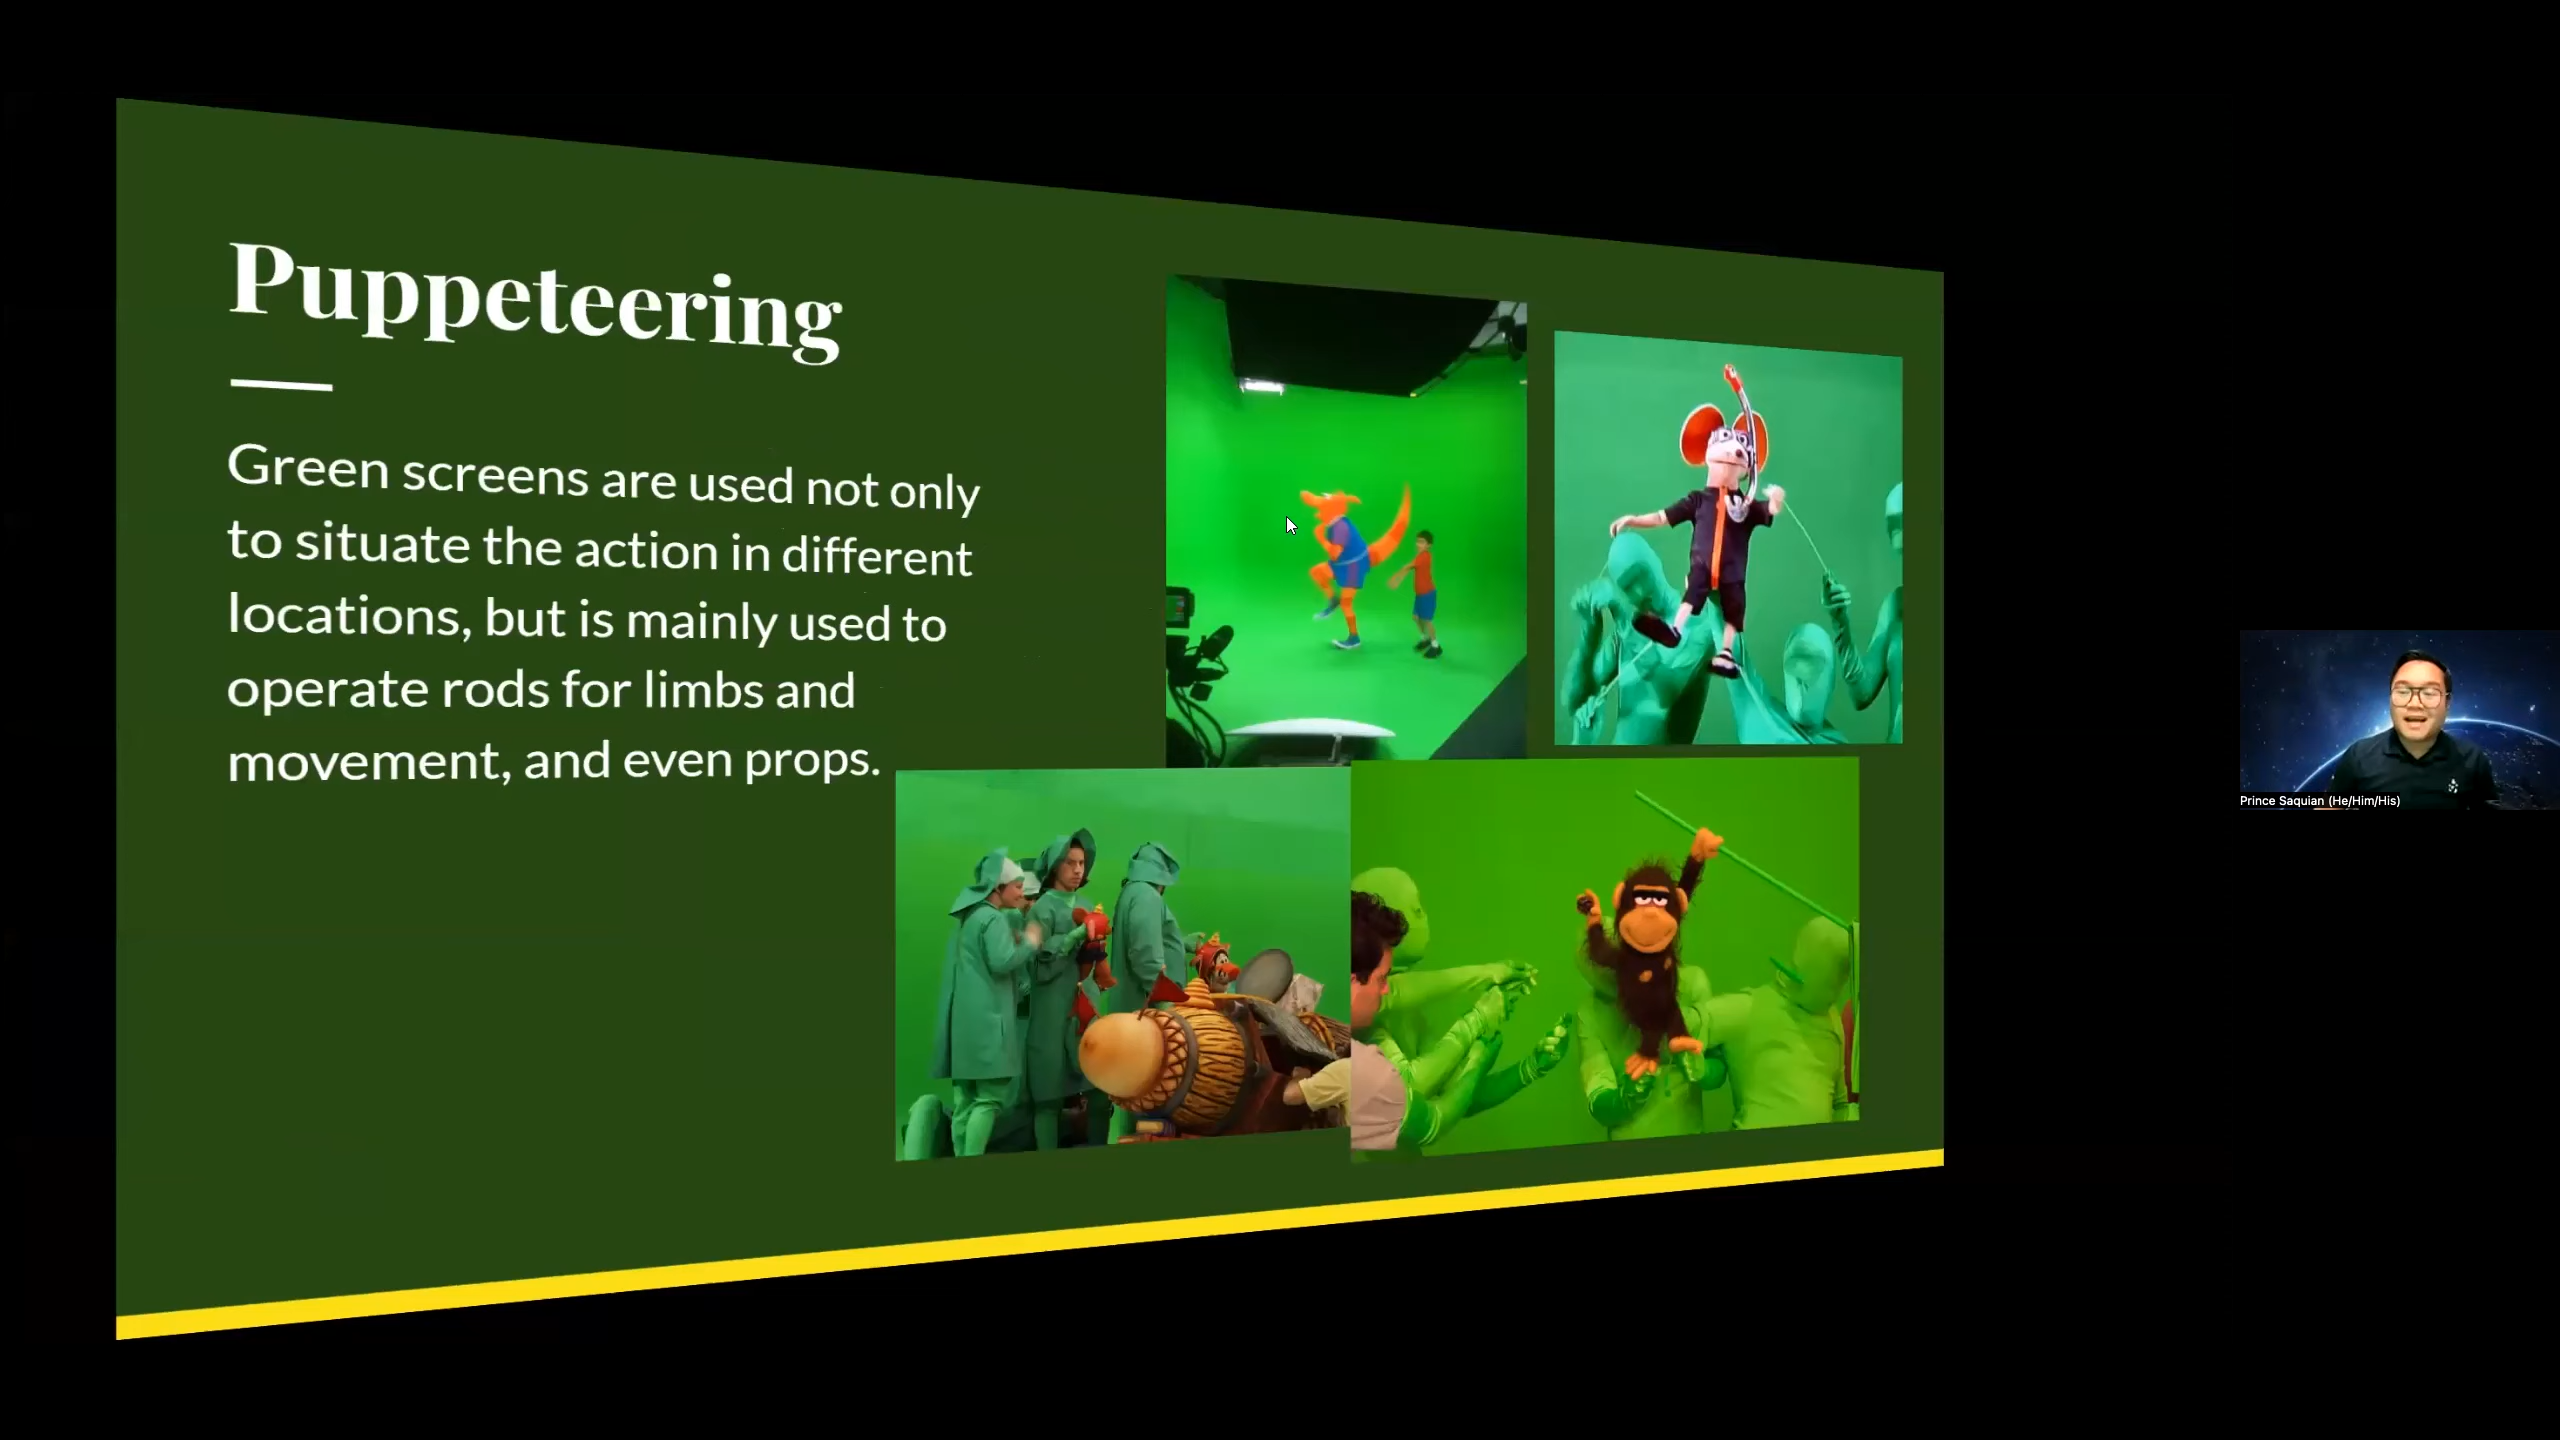 Puppeteering
Green screens are used not only
to situate the action in different
locations, but is mainly used to
operate rods for limbs and
movement, and even props.
Prince Saquian (He/Him/His)